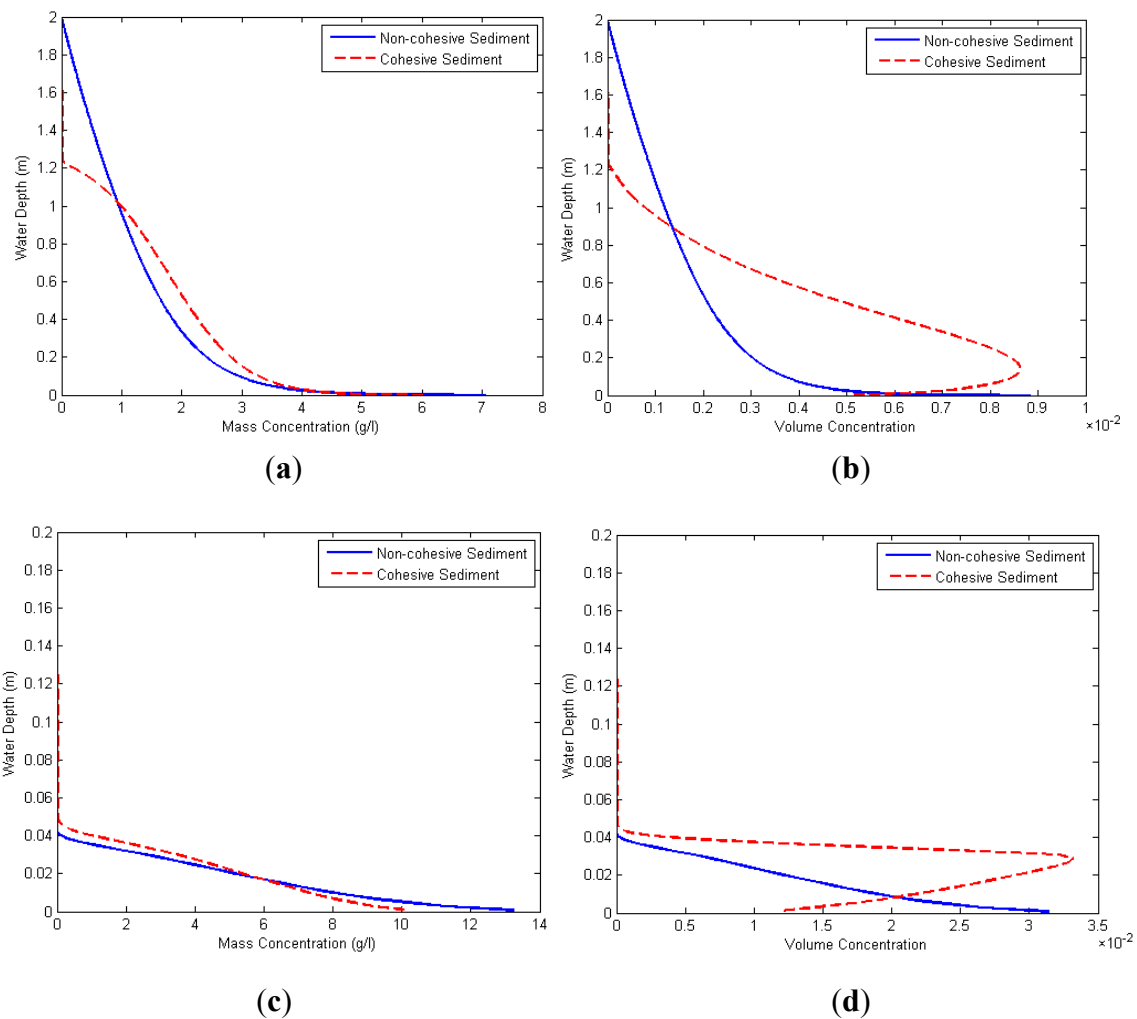 Non-cohesive Sediment
Cohesive Sediment
Water Depth (m)
2
1.8
1.6
1.4
1.2
1
0.8
0.6
0.4
0.2
0
0 1 2 3 4 5 6 7 8
Mass Concentration (g/l)
(a)
Non-cohesive Sediment
Cohesive Sediment
Water Depth (m)
2
1.8
1.6
1.4
1.2
1
0.8
0.6
0.4
0.2
0
0 0.1 0.2 0.3 0.4 0.5 0.6 0.7 0.8 0.9 1
Volume Concentration
×10-2
(b)
Non-cohesive Sediment
Cohesive Sediment
Water Depth (m)
0.2
0.18
0.16
0.14
0.12
0.1
0.08
0.06
0.04
0.02
0
0 2 4 6 8 10 12 14
Mass Concentration (g/l)
(c)
Non-cohesive Sediment
Cohesive Sediment
Water Depth (m)
0.2
0.18
0.16
0.14
0.12
0.1
0.08
0.06
0.04
0.02
0
0 0.5 1 1.5 2 2.5 3 3.5
Volume Concentration
×10-2
(d)